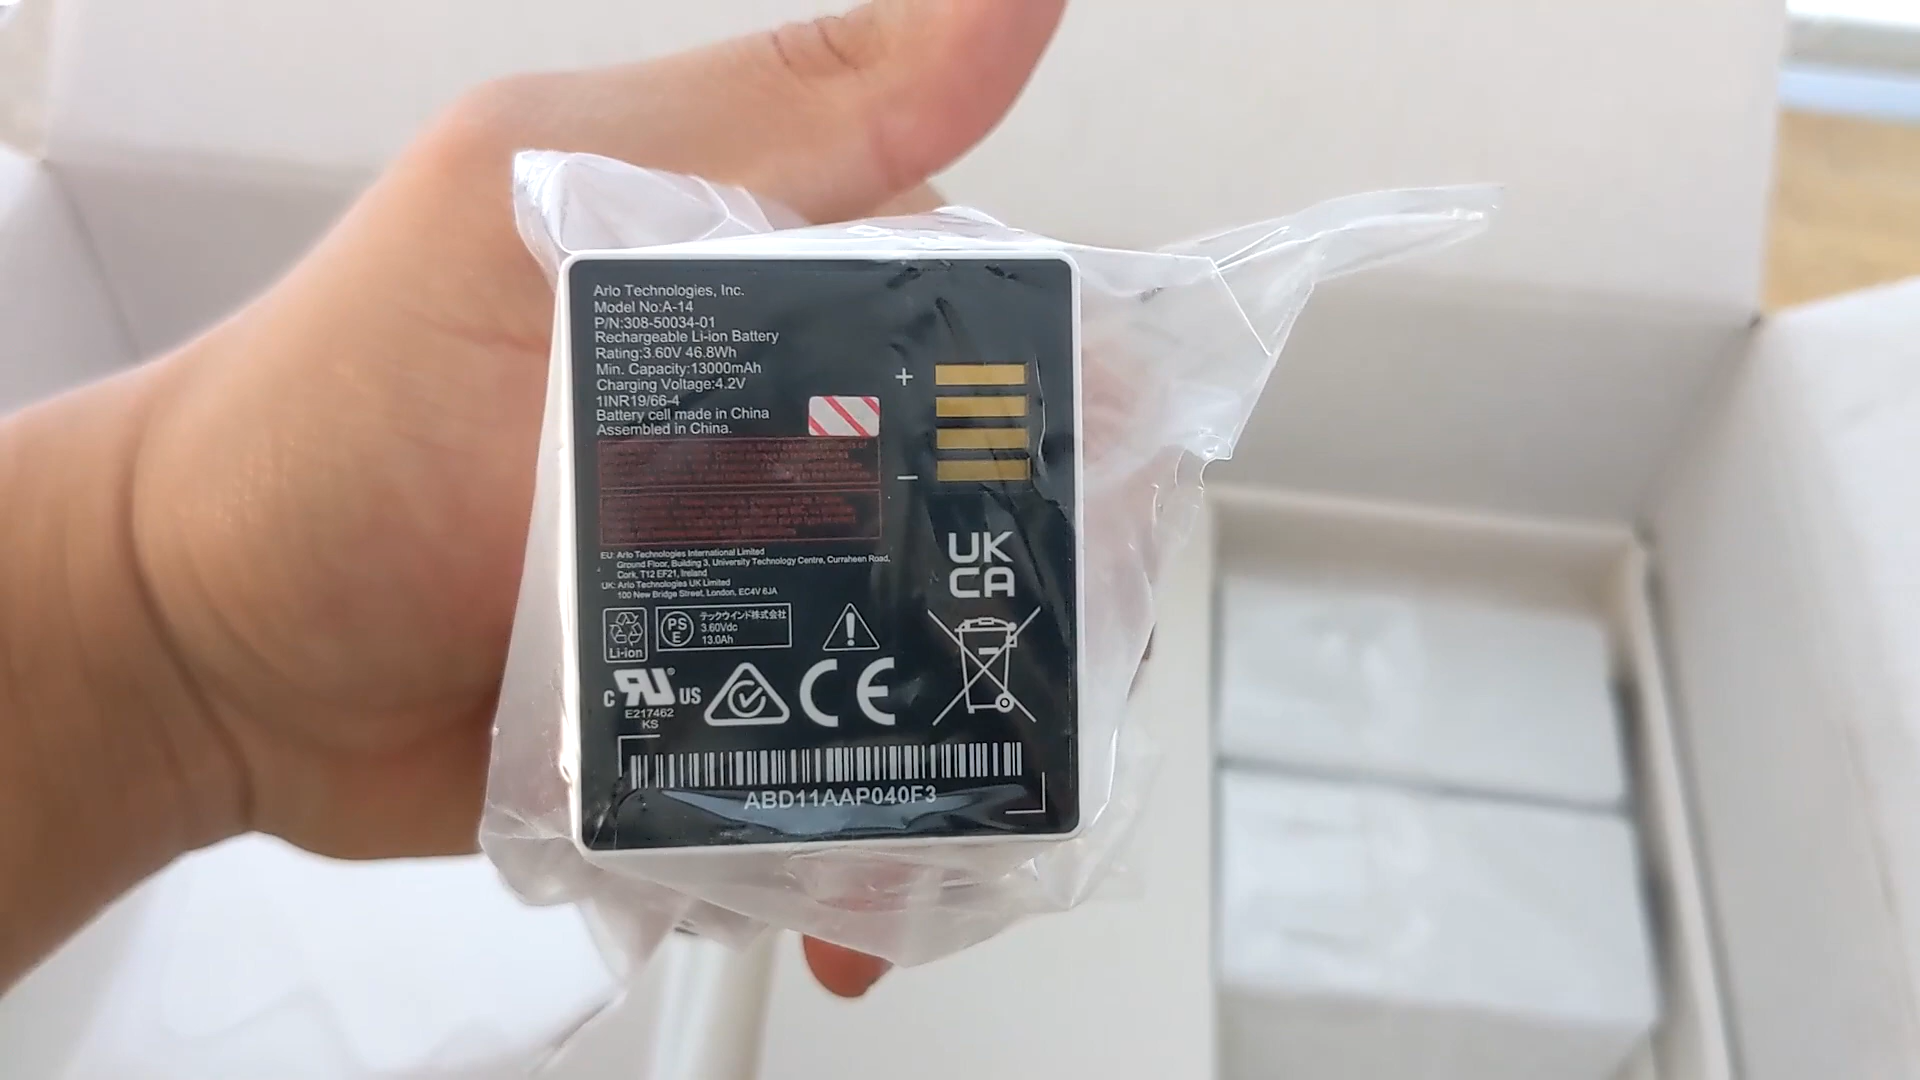 Arlo Technologies, Inc.
Model No:A-14
P/N:308-50034-01
Rechargeable Li-ion Battery
Rating:3.60V 46.8Wh
Min. Capacity:13000mAh
Charging Voltage:4.2V
1INR19/66-4
Battery cell made in China
Assembled in China.
+
−
EU: Arlo Technologies International Limited
Ground Floor, Building 3, University Technology Centre, Curraheen Road,
Cork, T12 EF21, Ireland
UK: Arlo Technologies UK Limited
100 New Bridge Street, London, EC4V 6JA
UK
CA
Li-ion
PS
E
テックウインド株式会社
3.60Vdc
13.0Ah
C RU® US
E217462
KS
CE
ABD11AAP040F3